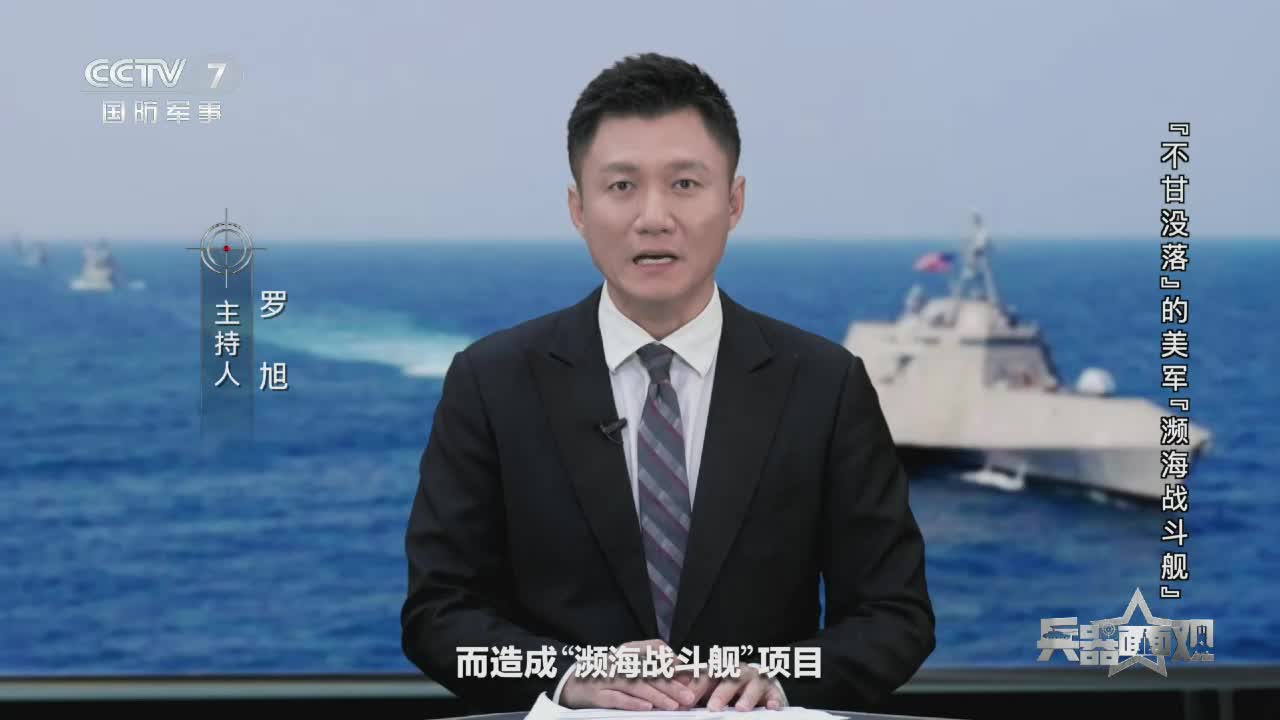 CCTV 7
国防军事
主持人
罗旭
『不甘没落』的美军『濒海战斗舰』
兵器面面观
而造成“濒海战斗舰”项目